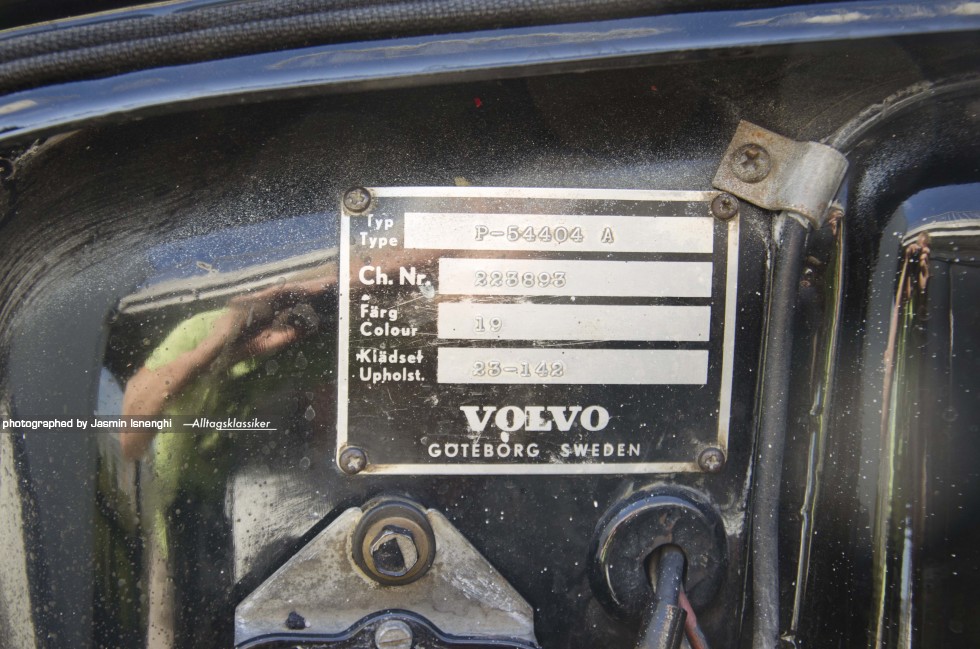 Typ
Type P-54404 A
Ch. Nr. 223893
Färg
Colour 19
Klädsel
Upholst. 23-142
VOLVO
GÖTEBORG SWEDEN
photographed by Jasmin Isnenghi —Alltagsklassiker